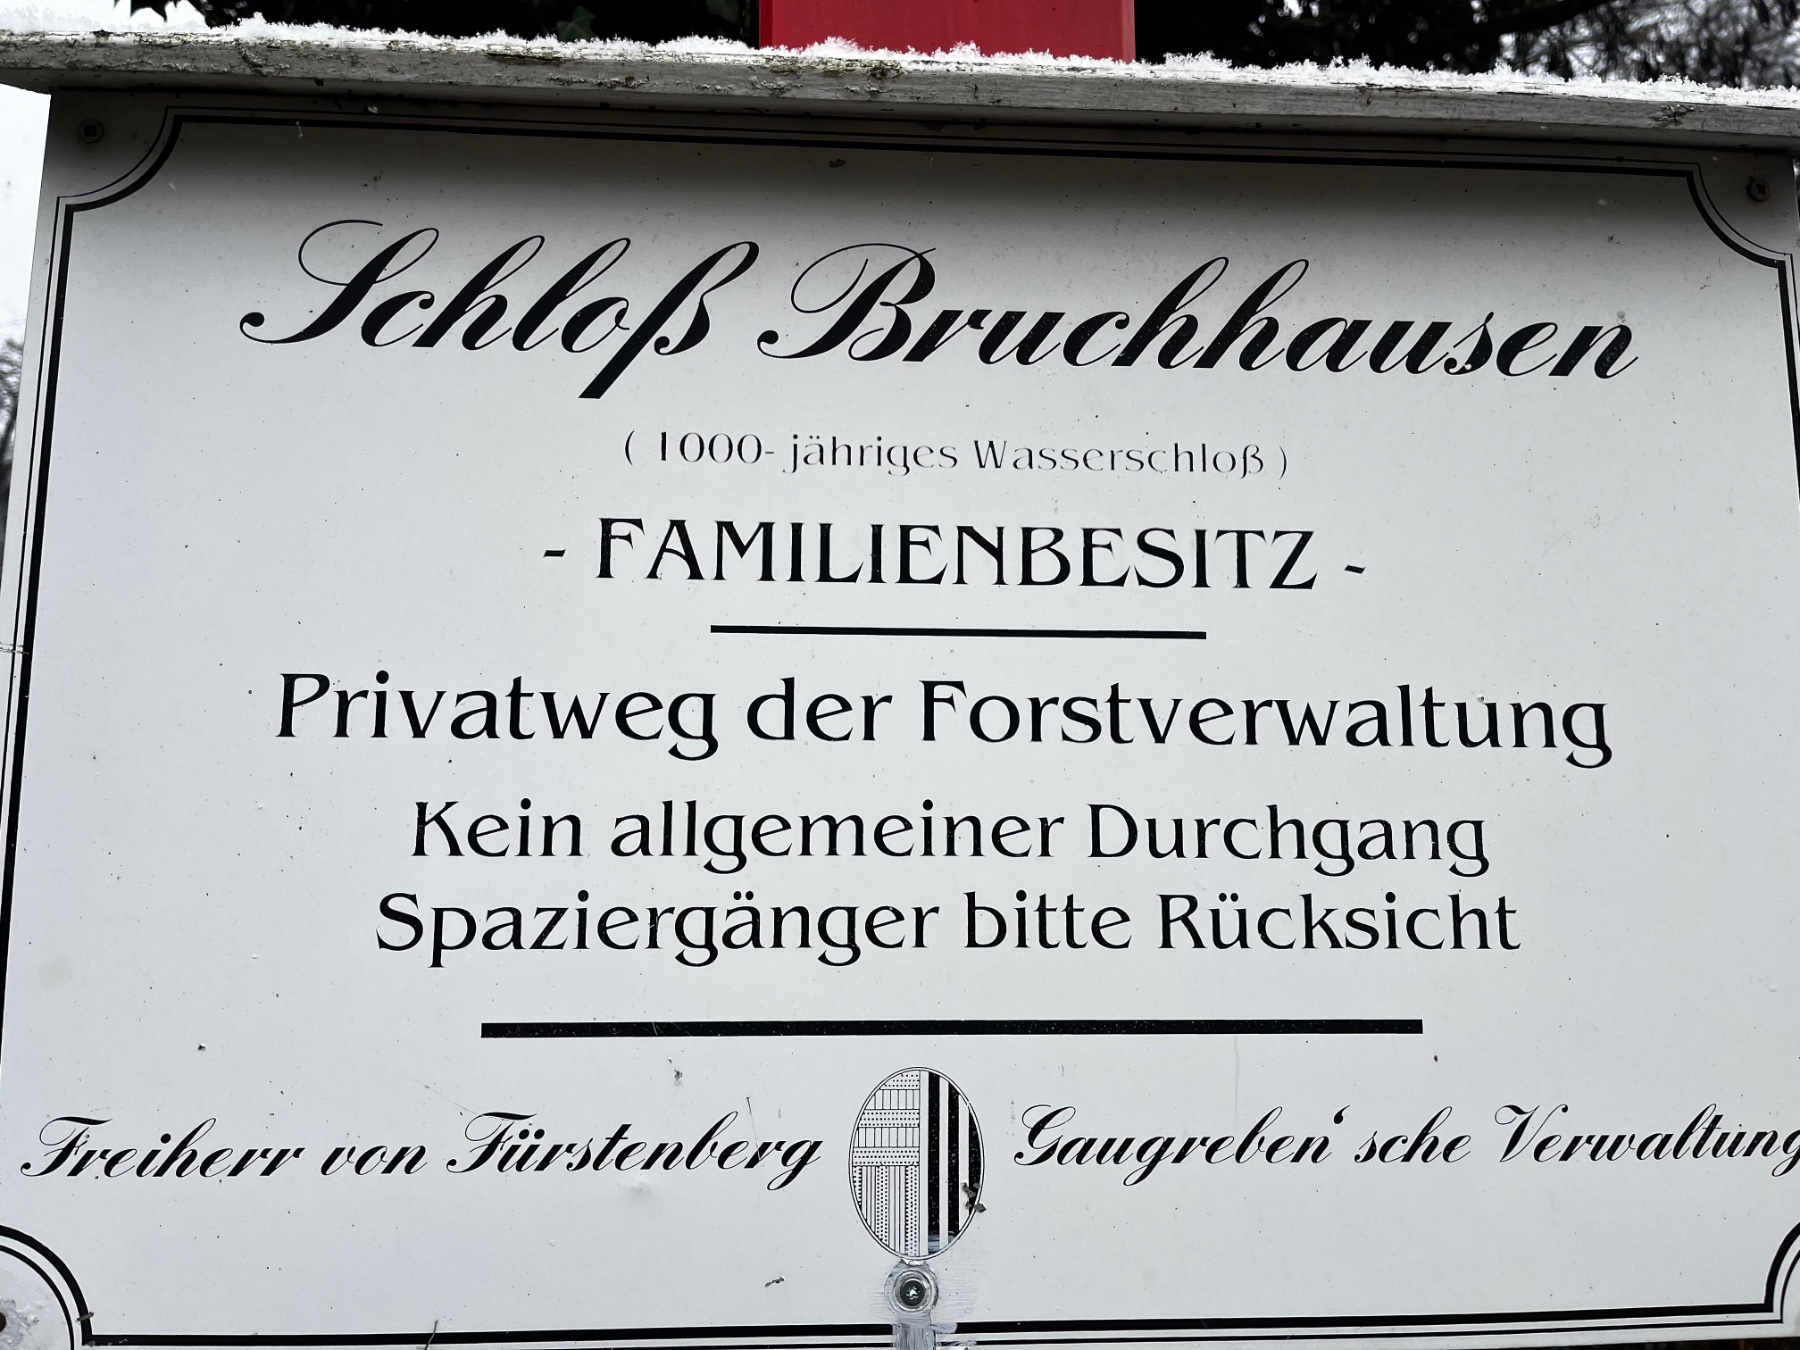 Schloß Bruchhausen
( 1000- jähriges Wasserschloß )
- FAMILIENBESITZ -
Privatweg der Forstverwaltung
Kein allgemeiner Durchgang
Spaziergänger bitte Rücksicht
Freiherr von Fürstenberg Gaugreben'sche Verwaltung